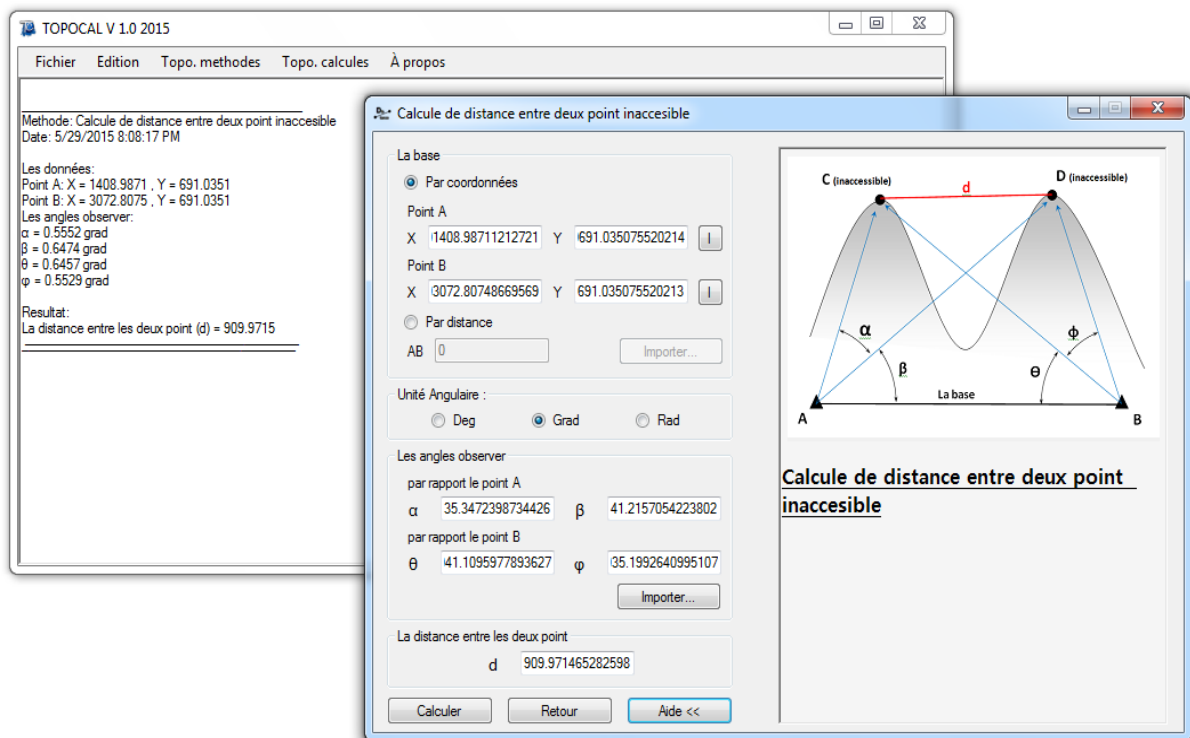 TOPOCAL V 1.0 2015
Fichier Edition Topo. methodes Topo. calcules À propos
Methode: Calcule de distance entre deux point inaccesible
Date: 5/29/2015 8:08:17 PM
Les données:
Point A: X = 1408.9871 , Y = 691.0351
Point B: X = 3072.8075 , Y = 691.0351
Les angles observer:
α = 0.5552 grad
β = 0.6474 grad
θ = 0.6457 grad
φ = 0.5529 grad
Resultat:
La distance entre les deux point (d) = 909.9715
Calcule de distance entre deux point inaccesible
La base
Par coordonnées
Point A
X 1408.98711212721 Y 691.035075520214 I
Point B
X 3072.80748669569 Y 691.035075520213 I
Par distance
AB 0 Importer...
Unité Angulaire :
Deg Grad Rad
Les angles observer
par rapport le point A
α 35.3472398734426 β 41.2157054223802
par rapport le point B
θ 41.1095977893627 φ 35.1992640995107
Importer...
La distance entre les deux point
d 909.971465282598
Calculer Retour Aide <<
C (inaccessible) d D (inaccessible)
α ϕ
β θ
La base
A B
Calcule de distance entre deux point
inaccesible